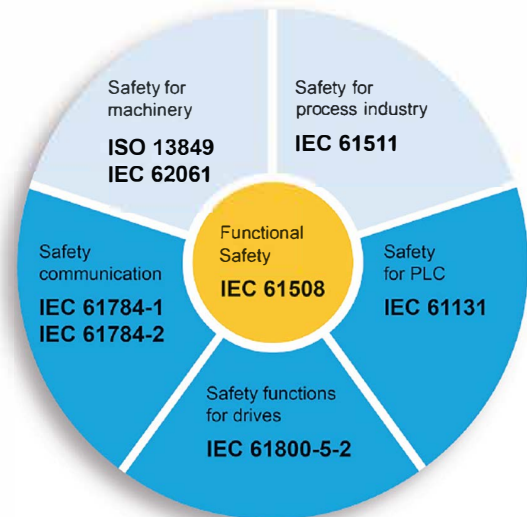 Safety for
machinery
ISO 13849
IEC 62061
Safety for
process industry
IEC 61511
Functional
Safety
IEC 61508
Safety
communication
IEC 61784-1
IEC 61784-2
Safety
for PLC
IEC 61131
Safety functions
for drives
IEC 61800-5-2